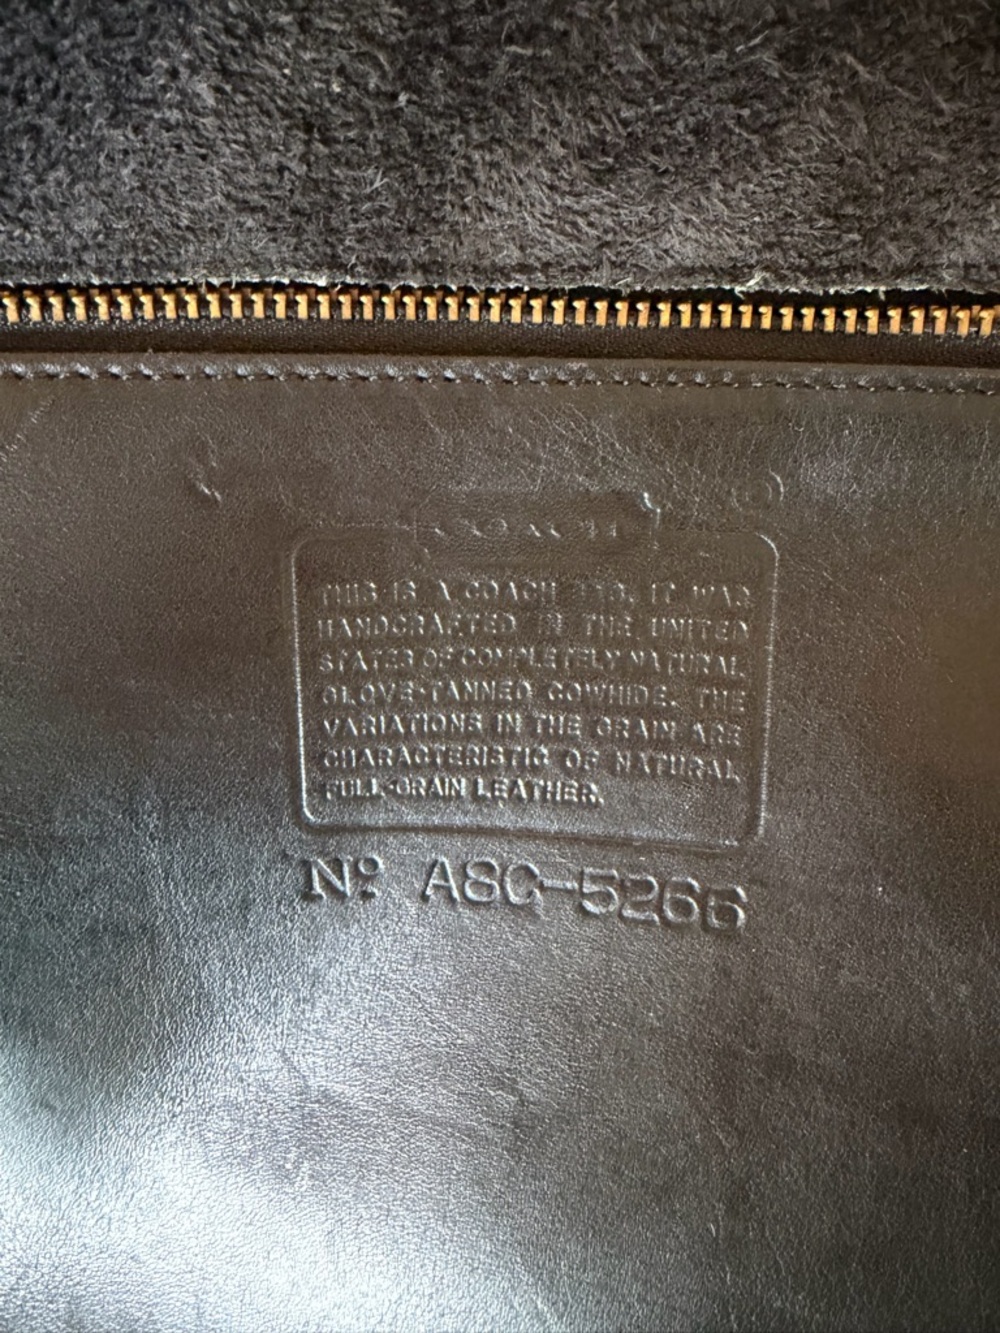 COACH
THIS IS A COACH BAG. IT WAS
HANDCRAFTED IN THE UNITED
STATES OF COMPLETELY NATURAL
GLOVE-TANNED COWHIDE. THE
VARIATIONS IN THE GRAIN ARE
CHARACTERISTIC OF NATURAL
FULL-GRAIN LEATHER.
Nº A8C-5266